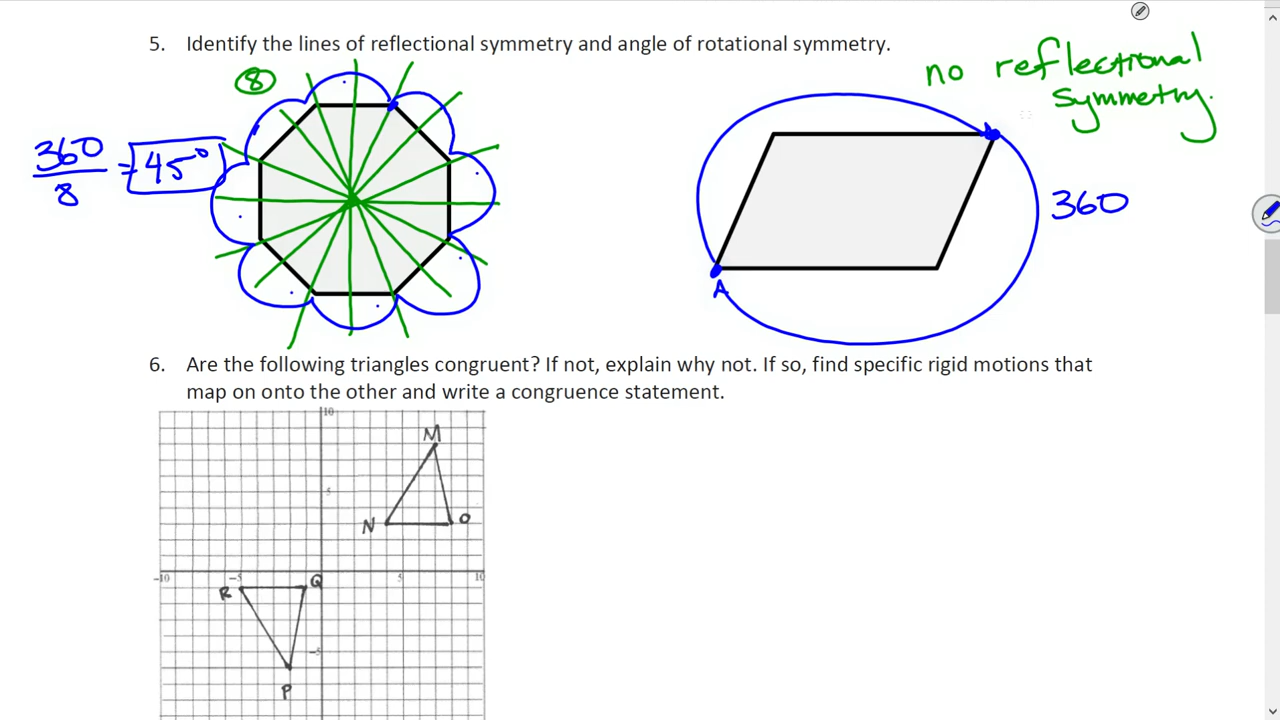 5. Identify the lines of reflectional symmetry and angle of rotational symmetry.
8
360/8 = 45°
no reflectional
symmetry.
360
A
6. Are the following triangles congruent? If not, explain why not. If so, find specific rigid motions that
map on onto the other and write a congruence statement.
10
M
5
N O
-10 -5 5 10
R Q
-5
P